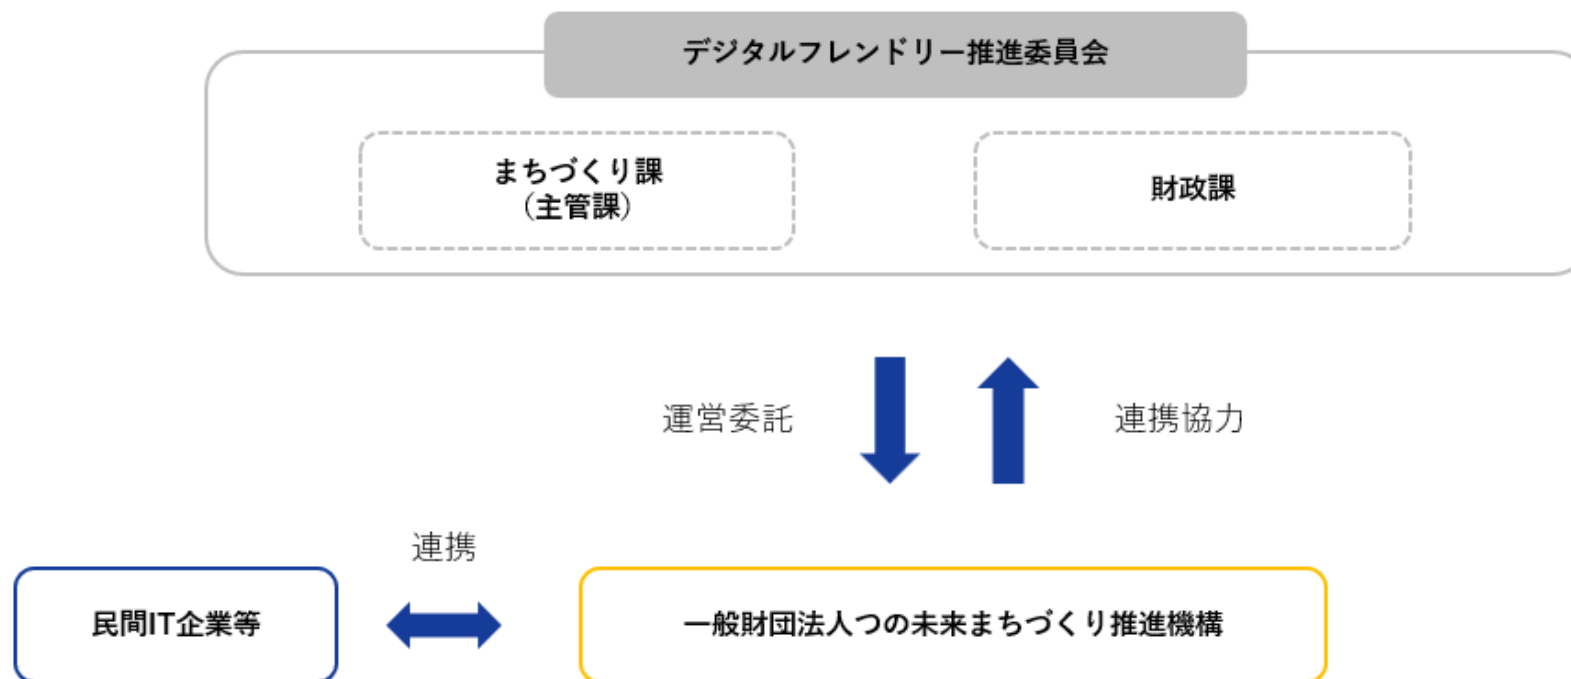 デジタルフレンドリー推進委員会
まちづくり課
（主管課）
財政課
運営委託
連携協力
連携
民間IT企業等
一般財団法人つの未来まちづくり推進機構